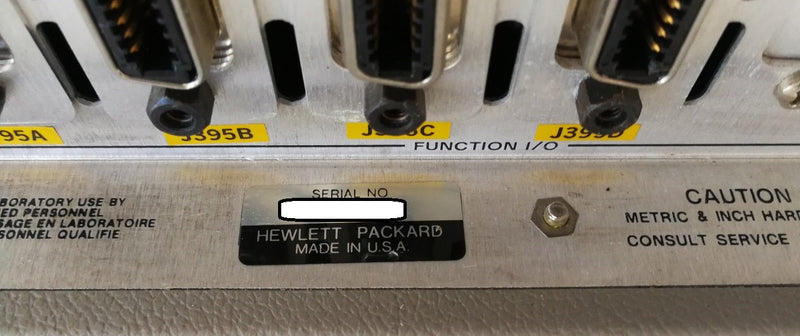 95A
J395B
J395C
J395D
FUNCTION I/O
BORATORY USE BY
ED PERSONNEL
SAGE EN LABORATOIRE
SONNEL QUALIFIE
SERIAL NO
HEWLETT PACKARD
MADE IN U.S.A.
CAUTION
METRIC & INCH HARD
CONSULT SERVICE